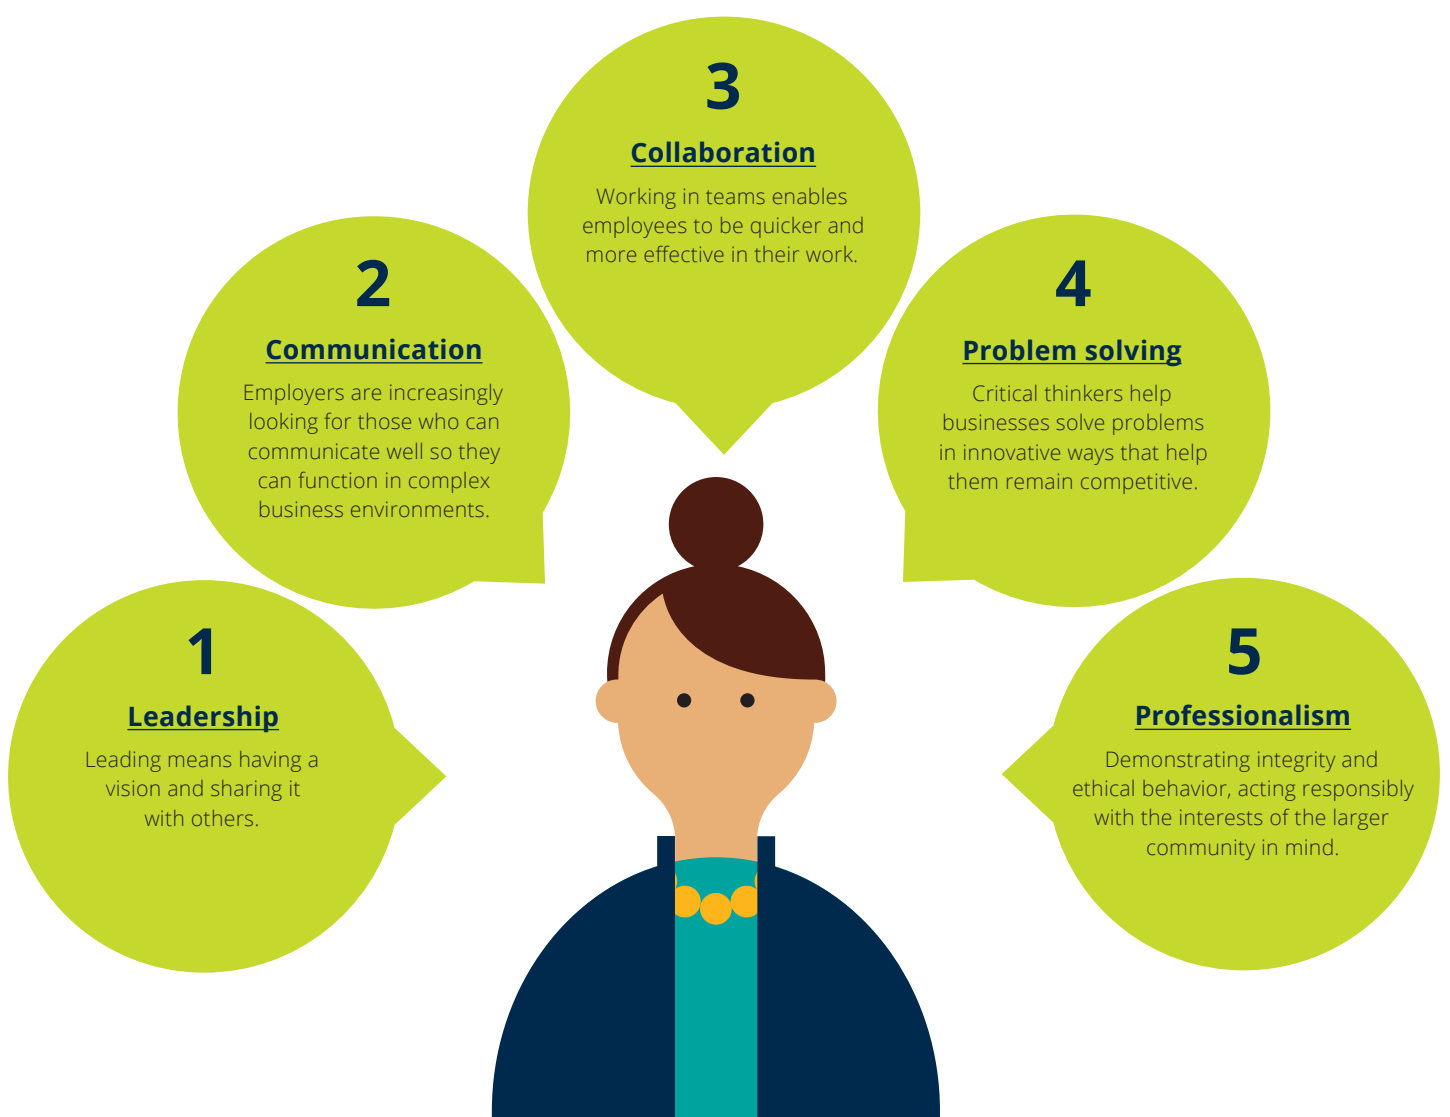 1
Leadership
Leading means having a
vision and sharing it
with others.
2
Communication
Employers are increasingly
looking for those who can
communicate well so they
can function in complex
business environments.
3
Collaboration
Working in teams enables
employees to be quicker and
more effective in their work.
4
Problem solving
Critical thinkers help
businesses solve problems
in innovative ways that help
them remain competitive.
5
Professionalism
Demonstrating integrity and
ethical behavior, acting responsibly
with the interests of the larger
community in mind.